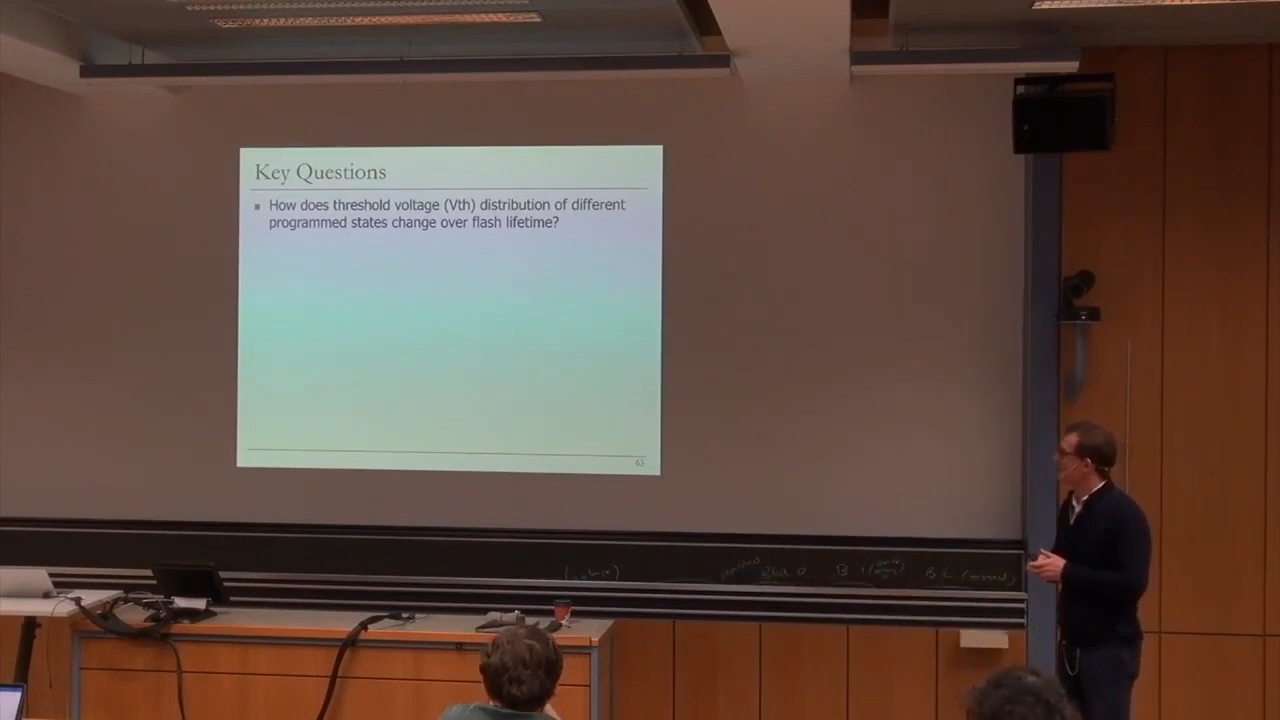 Key Questions
How does threshold voltage (Vth) distribution of different
programmed states change over flash lifetime?
63